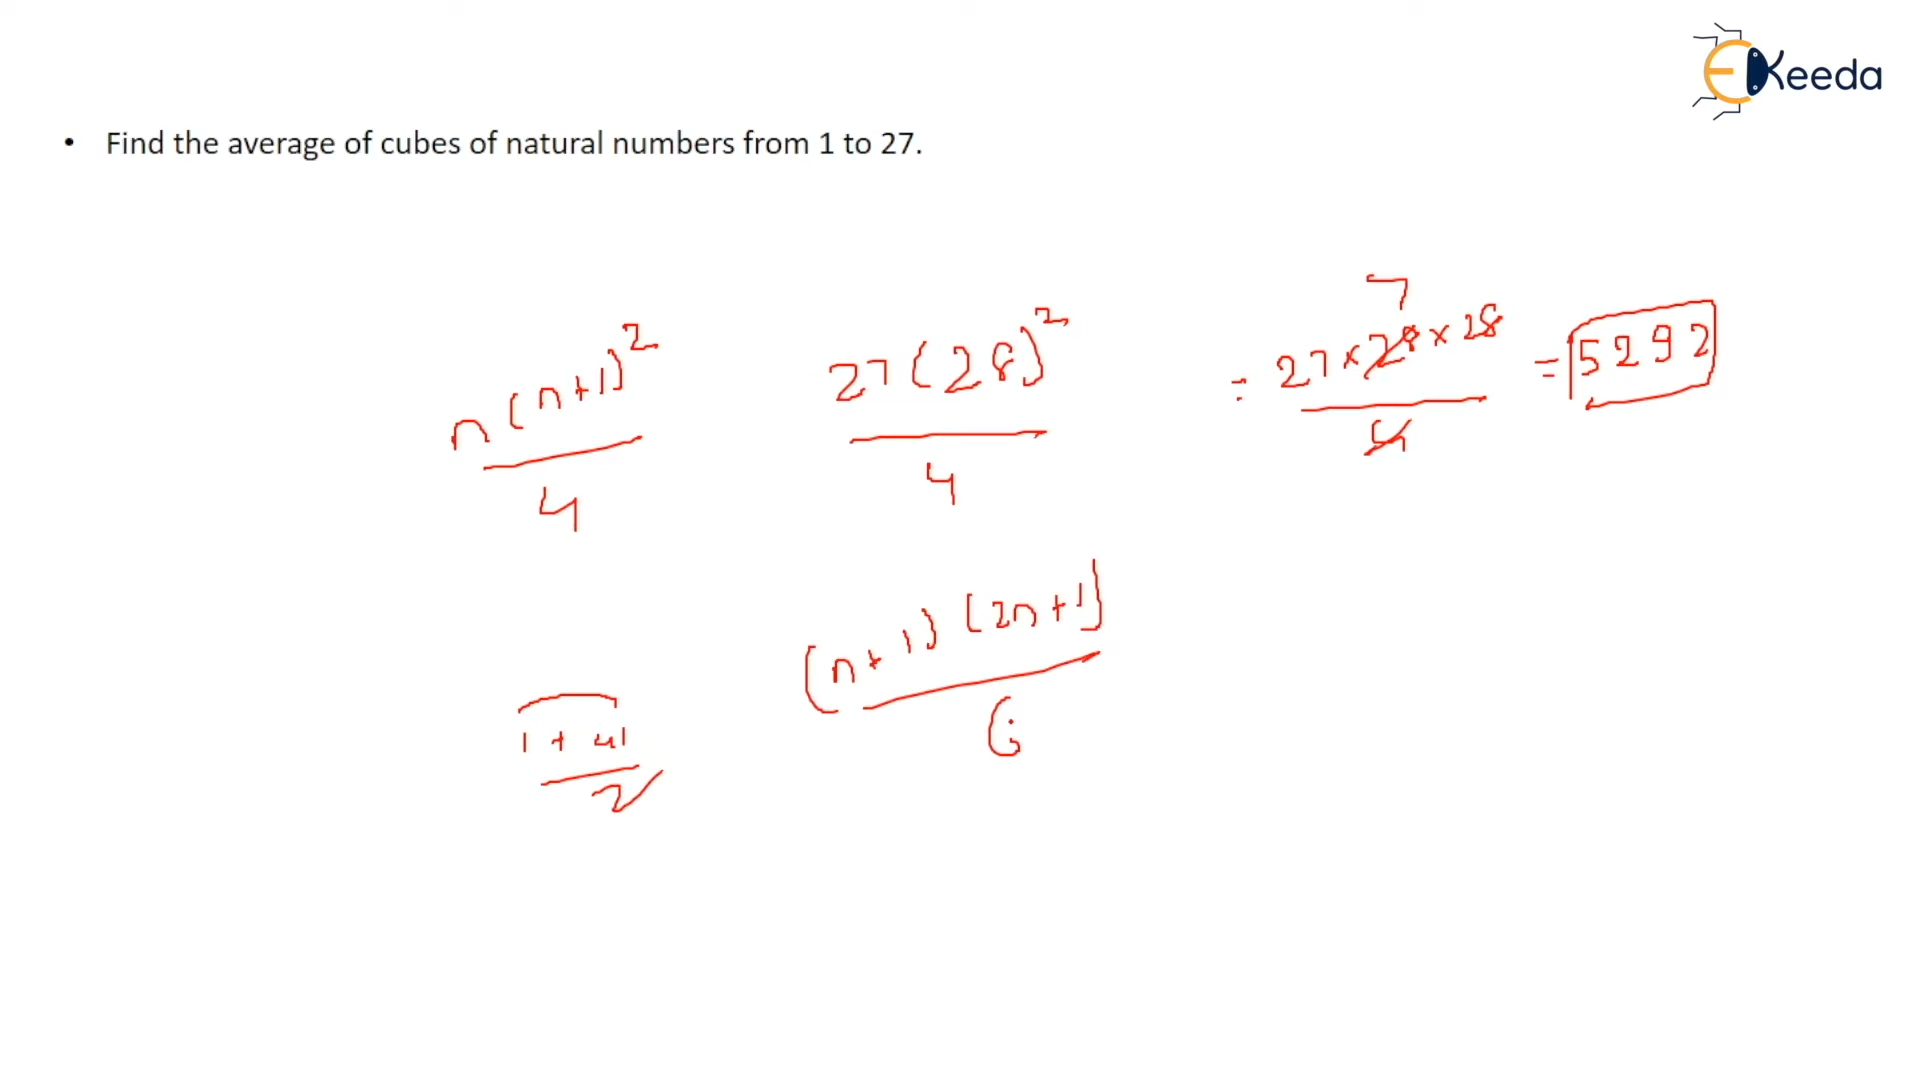 EKeeda
• Find the average of cubes of natural numbers from 1 to 27.
n(n+1)²/4 27(28)²/4 = 27×28×28/4 7 = 5292
(n+1)(2n+1)/6
1+41/2